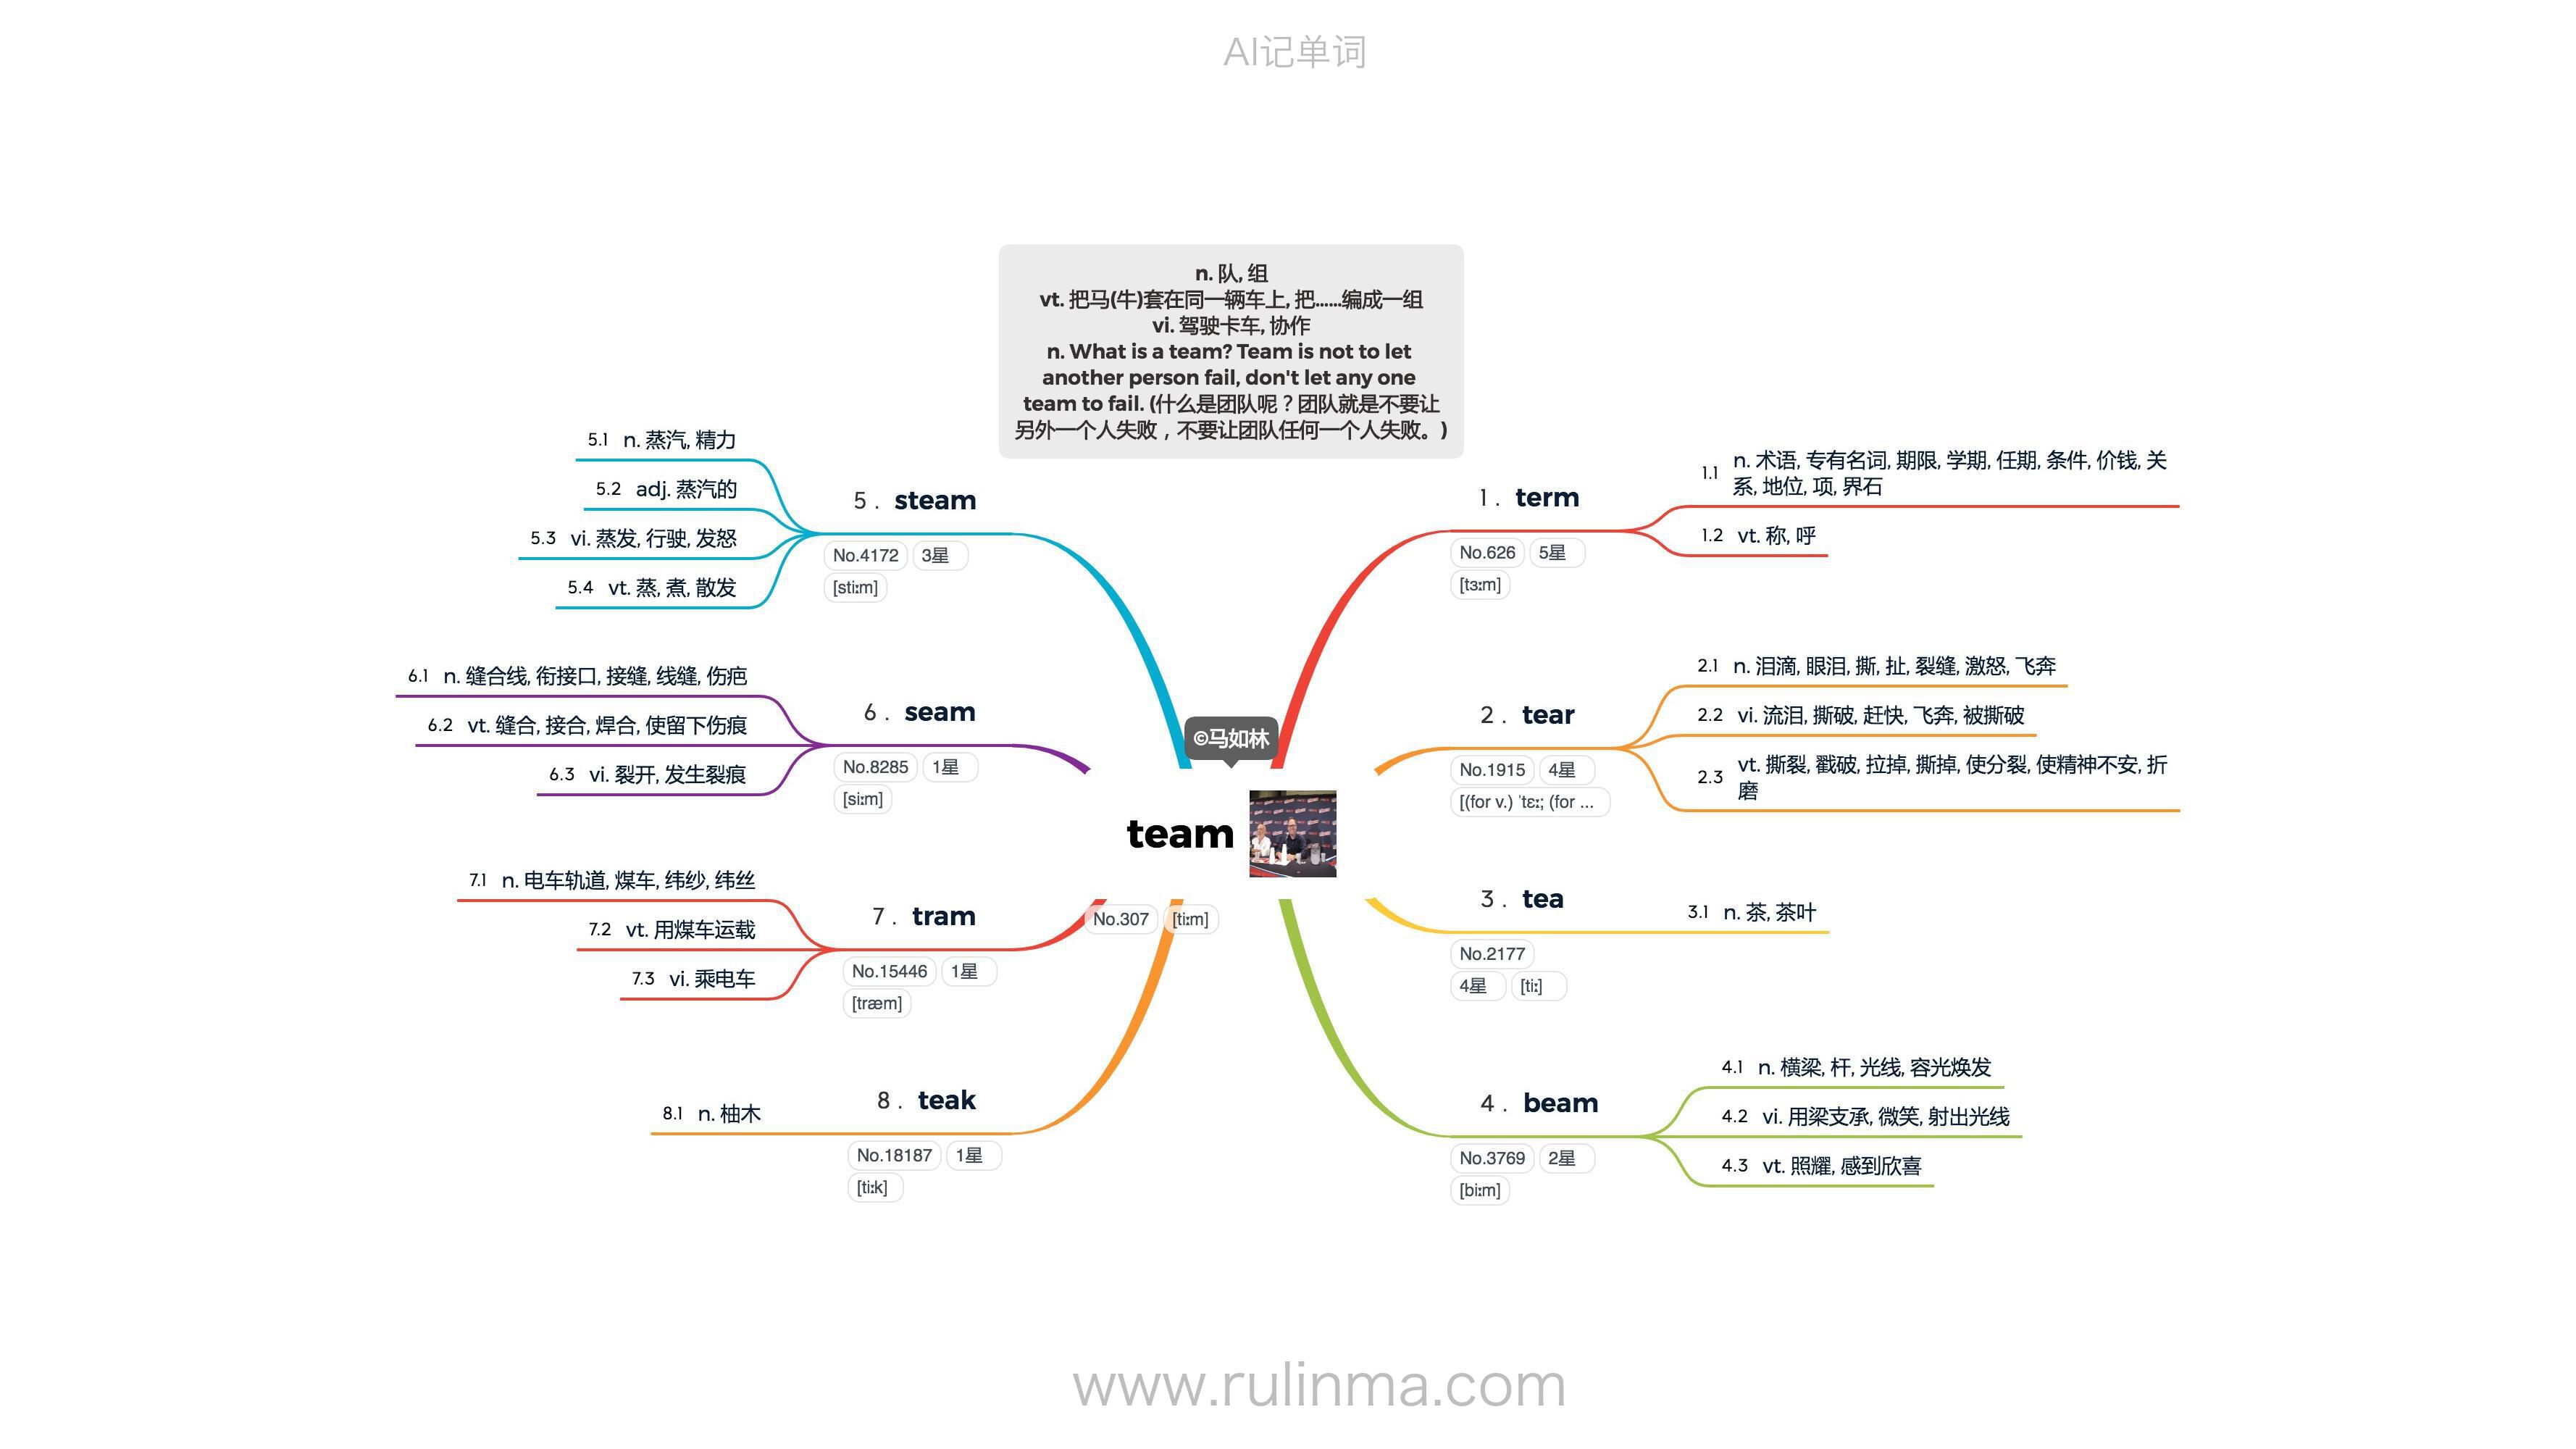 AI记单词
n. 队, 组
vt. 把马(牛)套在同一辆车上, 把......编成一组
vi. 驾驶卡车, 协作
n. What is a team? Team is not to let
another person fail, don't let any one
team to fail. (什么是团队呢？团队就是不要让
另外一个人失败，不要让团队任何一个人失败。)
©马如林
team
No.307 [tiːm]
1 . term
No.626 5星
[tɜːm]
1.1 n. 术语, 专有名词, 期限, 学期, 任期, 条件, 价钱, 关
系, 地位, 项, 界石
1.2 vt. 称, 呼
2 . tear
No.1915 4星
[(for v.) ˈtɛː; (for ...
2.1 n. 泪滴, 眼泪, 撕, 扯, 裂缝, 激怒, 飞奔
2.2 vi. 流泪, 撕破, 赶快, 飞奔, 被撕破
2.3 vt. 撕裂, 戳破, 拉掉, 撕掉, 使分裂, 使精神不安, 折
磨
3 . tea
No.2177
4星 [tiː]
3.1 n. 茶, 茶叶
4 . beam
No.3769 2星
[biːm]
4.1 n. 横梁, 杆, 光线, 容光焕发
4.2 vi. 用梁支承, 微笑, 射出光线
4.3 vt. 照耀, 感到欣喜
5 . steam
No.4172 3星
[stiːm]
5.1 n. 蒸汽, 精力
5.2 adj. 蒸汽的
5.3 vi. 蒸发, 行驶, 发怒
5.4 vt. 蒸, 煮, 散发
6 . seam
No.8285 1星
[siːm]
6.1 n. 缝合线, 衔接口, 接缝, 线缝, 伤疤
6.2 vt. 缝合, 接合, 焊合, 使留下伤痕
6.3 vi. 裂开, 发生裂痕
7 . tram
No.15446 1星
[træm]
7.1 n. 电车轨道, 煤车, 纬纱, 纬丝
7.2 vt. 用煤车运载
7.3 vi. 乘电车
8 . teak
No.18187 1星
[tiːk]
8.1 n. 柚木
www.rulinma.com